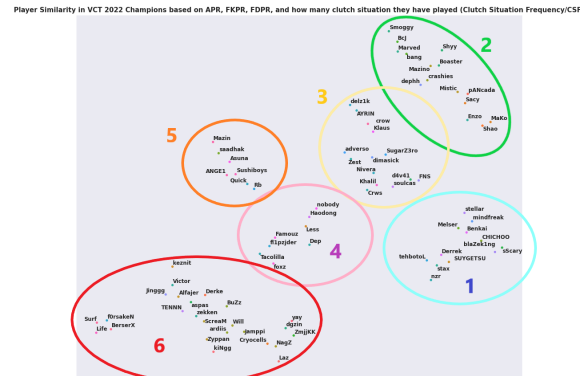 Player Similarity in VCT 2022 Champions based on APR, FKPR, FDPR, and how many clutch situation they have played (Clutch Situation Frequency/CSF
Smoggy
BcJ
Marved
bang
Shyy
2
Mazino
Boaster
crashies
dephh
Mistic
pANcada
Sacy
Enzo
MaKo
Shao
3
delz1k
AYRIN
crow
Klaus
adverso
SugarZ3ro
Zest
dimasick
Nivera
d4v41
FNS
Khalil
soulcas
Crws
5
Mazin
saadhak
Asuna
ANGE1
Sushiboys
Quick
Rb
nobody
Haodong
Less
Famouz
fl1pzjder
Dep
4
Tacolilla
foxz
stellar
mindfreak
Melser
Benkai
CHICHOO
blaZek1ng
sScary
Derrek
tehbotoL
SUYGETSU
stax
nzr
1
keznit
Victor
Jinggg
Alfajer
Derke
BuZz
aspas
TENNN
zekken
Surf
f0rsakeN
BerserX
Life
ScreaM
Will
ardiis
Jamppi
yay
dgzin
ZmjjKK
Zyppan
Cryocells
NagZ
kiNgg
Laz
6